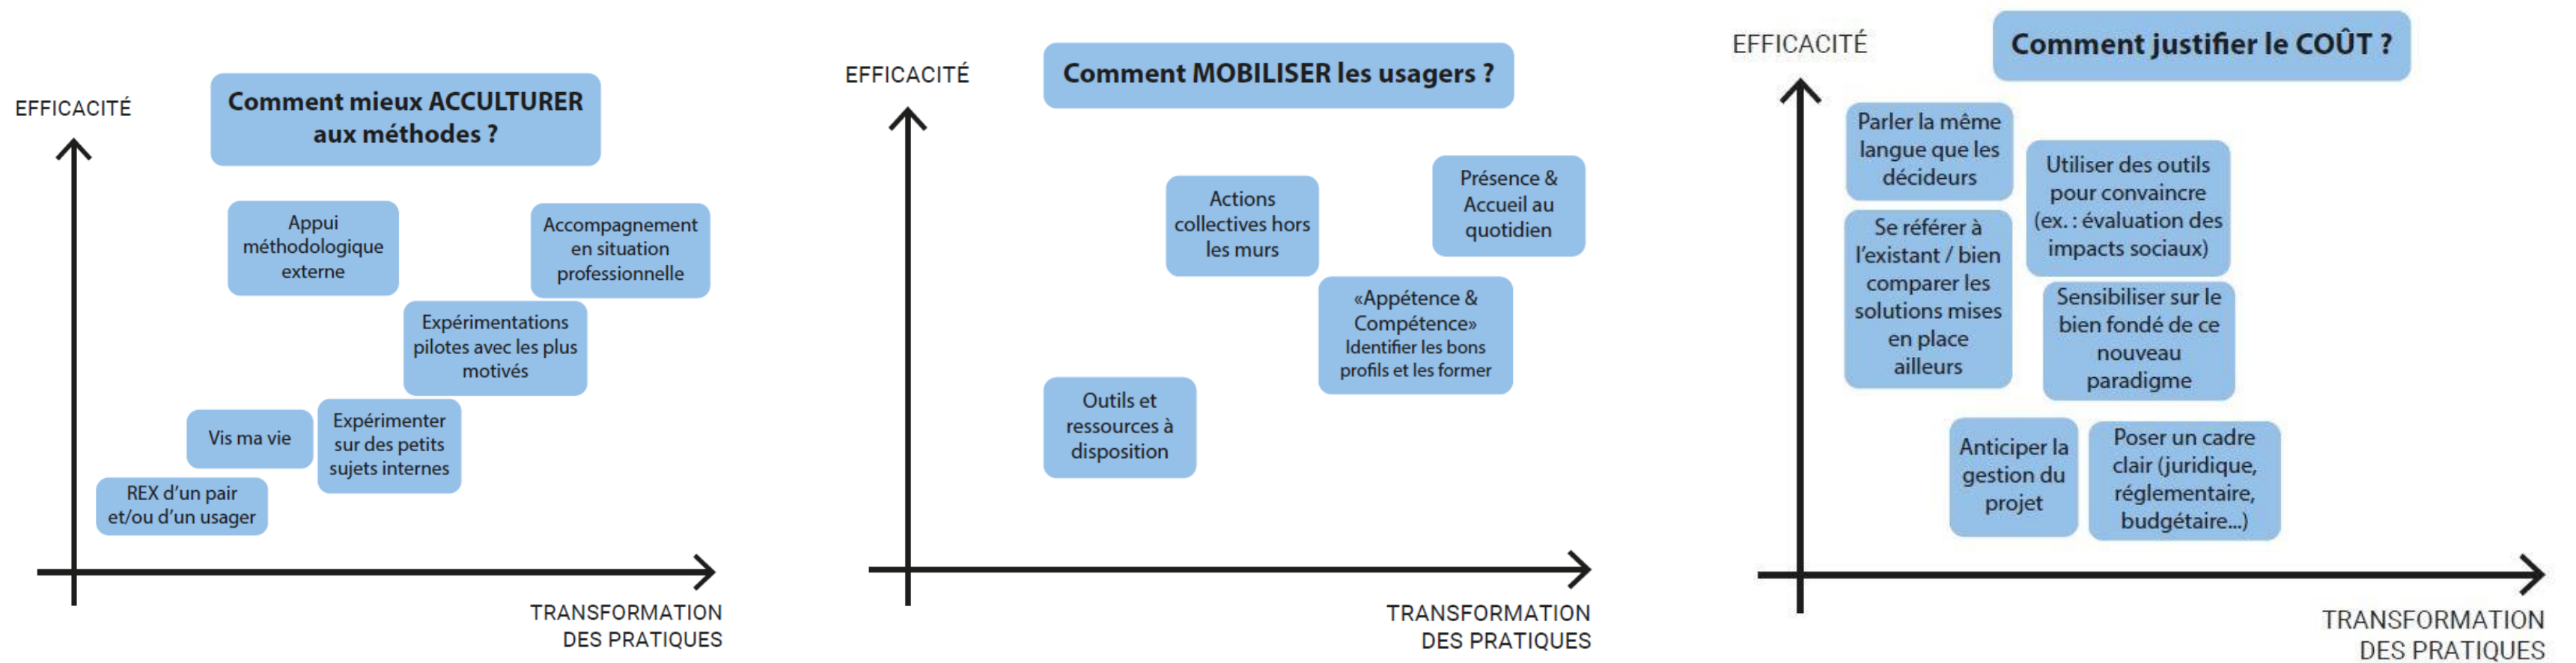 EFFICACITÉ
Comment mieux ACCULTURER
aux méthodes ?
Appui
méthodologique
externe
Accompagnement
en situation
professionnelle
Expérimentations
pilotes avec les plus
motivés
Vis ma vie
Expérimenter
sur des petits
sujets internes
REX d’un pair
et/ou d’un usager
TRANSFORMATION
DES PRATIQUES
EFFICACITÉ
Comment MOBILISER les usagers ?
Actions
collectives hors
les murs
Présence &
Accueil au
quotidien
«Appétence &
Compétence»
Identifier les bons
profils et les former
Outils et
ressources à
disposition
TRANSFORMATION
DES PRATIQUES
EFFICACITÉ
Comment justifier le COÛT ?
Parler la même
langue que les
décideurs
Utiliser des outils
pour convaincre
(ex. : évaluation des
impacts sociaux)
Se référer à
l’existant / bien
comparer les
solutions mises
en place
ailleurs
Sensibiliser sur le
bien fondé de ce
nouveau
paradigme
Anticiper la
gestion du
projet
Poser un cadre
clair (juridique,
réglementaire,
budgétaire...)
TRANSFORMATION
DES PRATIQUES